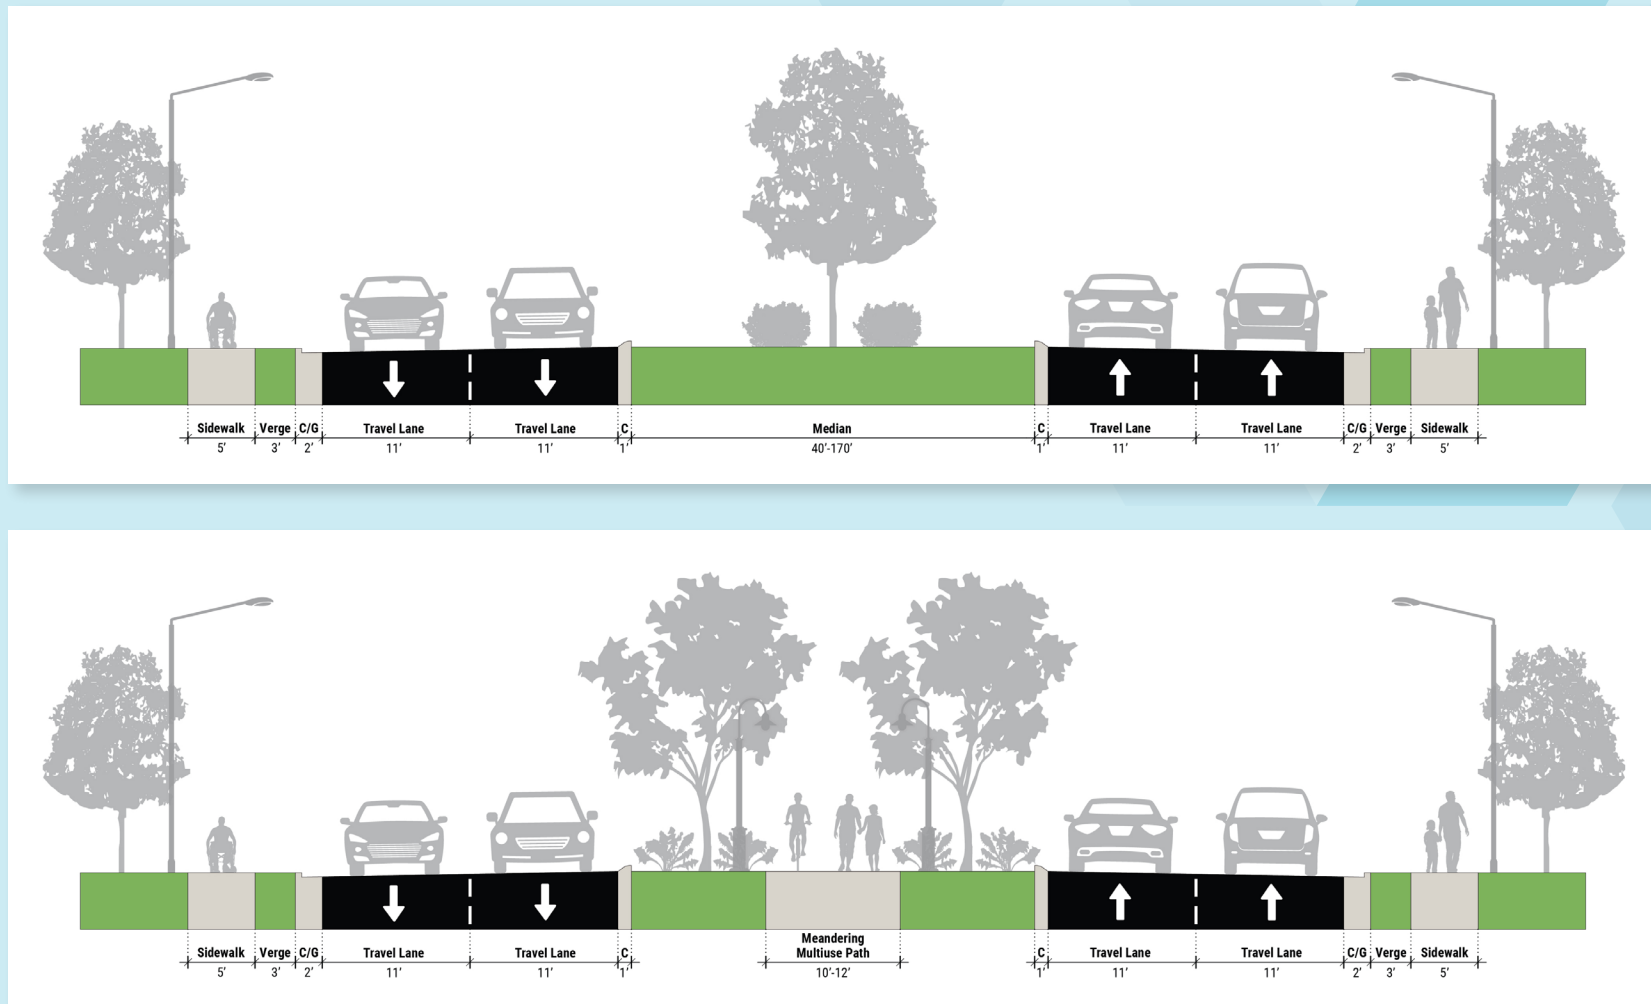 Sidewalk Verge C/G Travel Lane Travel Lane C Median C Travel Lane Travel Lane C/G Verge Sidewalk
5' 3' 2' 11' 11' 1' 40'-170' 1' 11' 11' 2' 3' 5'
Meandering
Sidewalk Verge C/G Travel Lane Travel Lane C Multiuse Path C Travel Lane Travel Lane C/G Verge Sidewalk
5' 3' 2' 11' 11' 1' 10'-12' 1' 11' 11' 2' 3' 5'